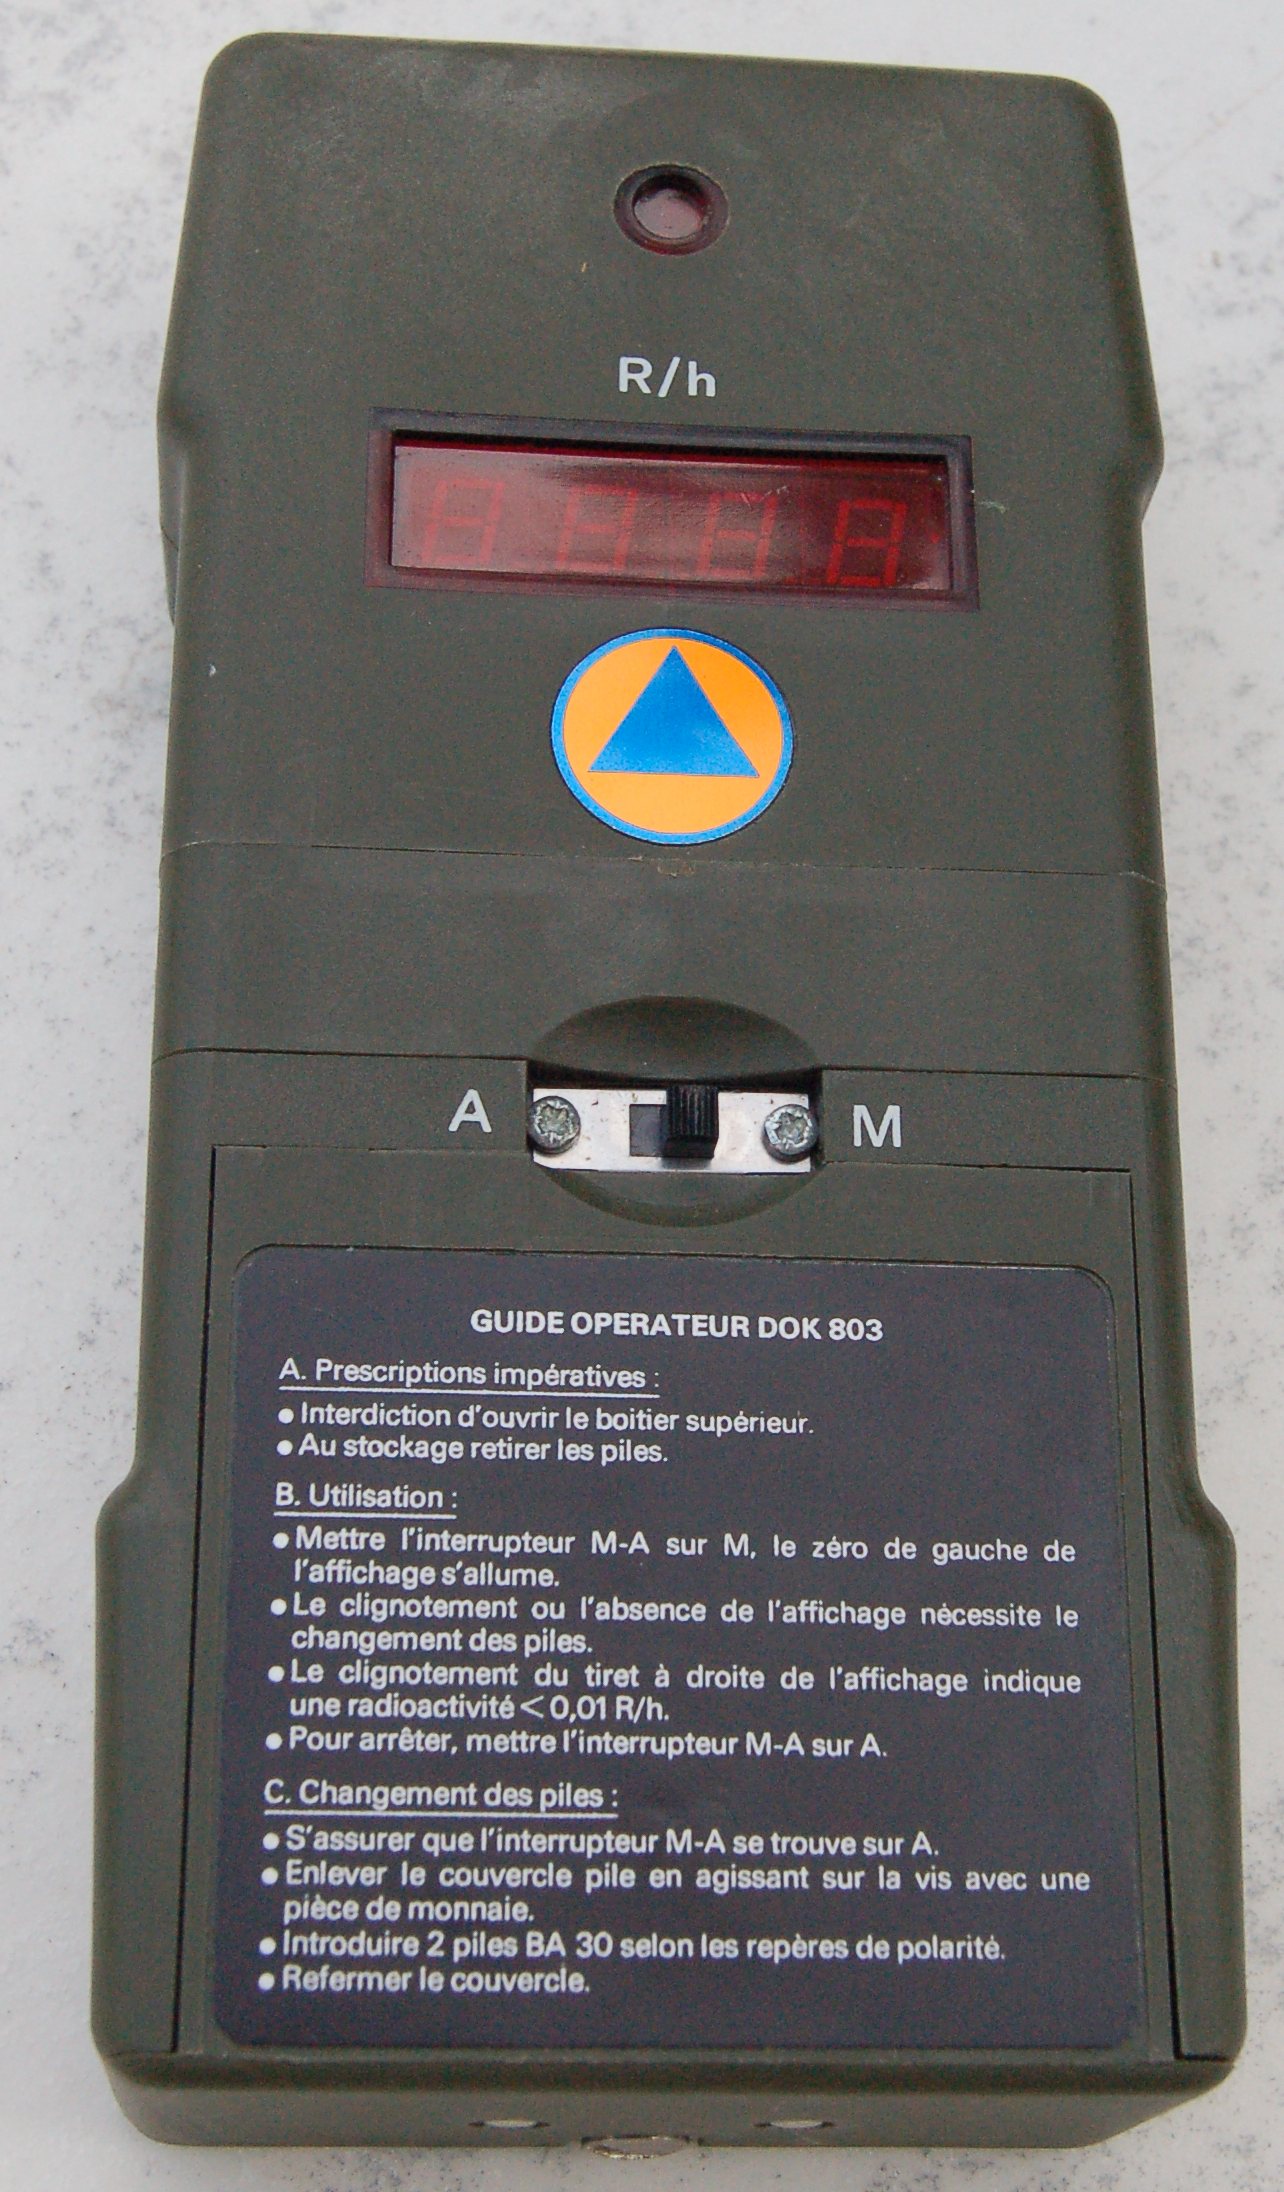 R/h
A M
GUIDE OPERATEUR DOK 803
A. Prescriptions impératives :
• Interdiction d'ouvrir le boitier supérieur.
• Au stockage retirer les piles.
B. Utilisation :
• Mettre l'interrupteur M-A sur M, le zéro de gauche de
l'affichage s'allume.
• Le clignotement ou l'absence de l'affichage nécessite le
changement des piles.
• Le clignotement du tiret à droite de l'affichage indique
une radioactivité < 0,01 R/h.
• Pour arrêter, mettre l'interrupteur M-A sur A.
C. Changement des piles :
• S'assurer que l'interrupteur M-A se trouve sur A.
• Enlever le couvercle pile en agissant sur la vis avec une
pièce de monnaie.
• Introduire 2 piles BA 30 selon les repères de polarité.
• Refermer le couvercle.